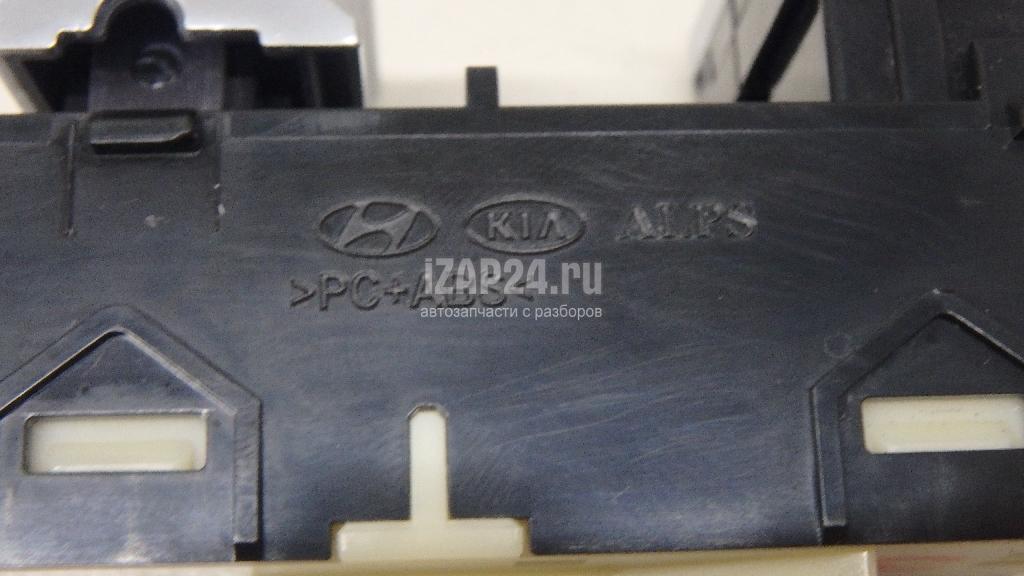 KIA ALPS
>PC+ABS<
iZAP24.ru
автозапчасти с разборов